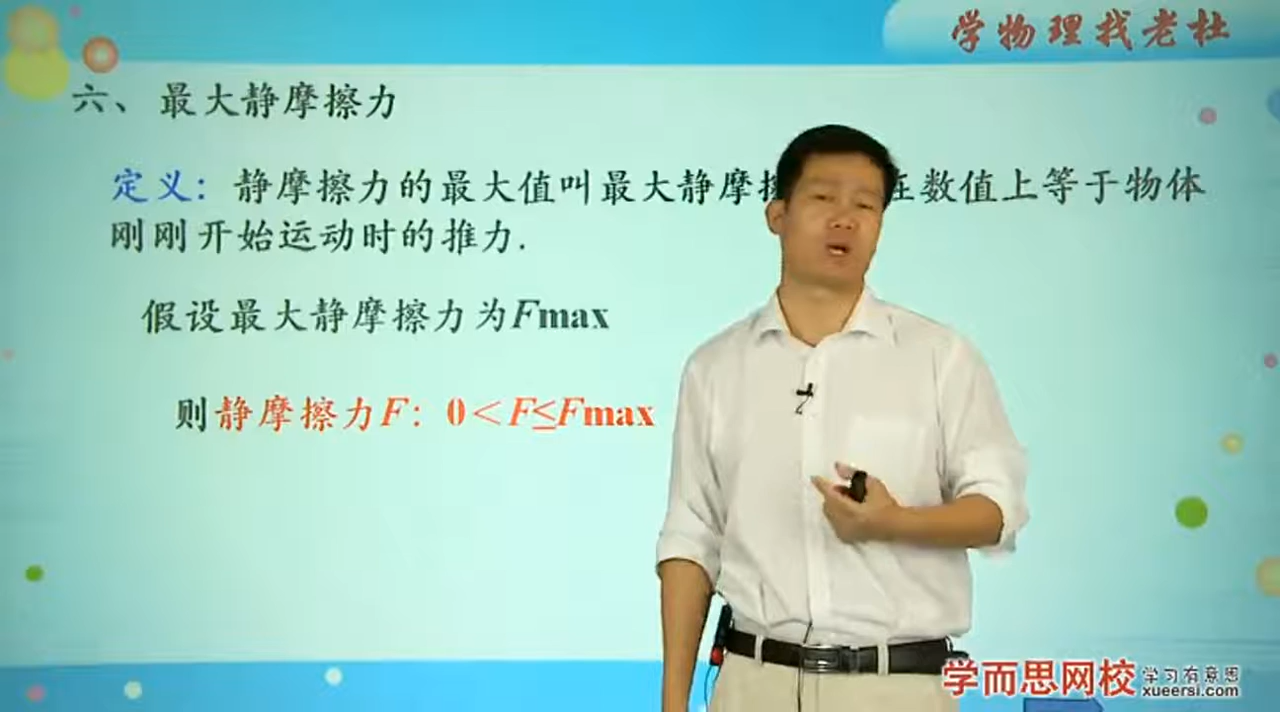 学物理找老杜
六、最大静摩擦力
定义：静摩擦力的最大值叫最大静摩擦 在数值上等于物体
刚刚开始运动时的推力.
假设最大静摩擦力为Fmax
则静摩擦力F：0＜F≤Fmax
学而思网校 学习有意思
xueersi.com